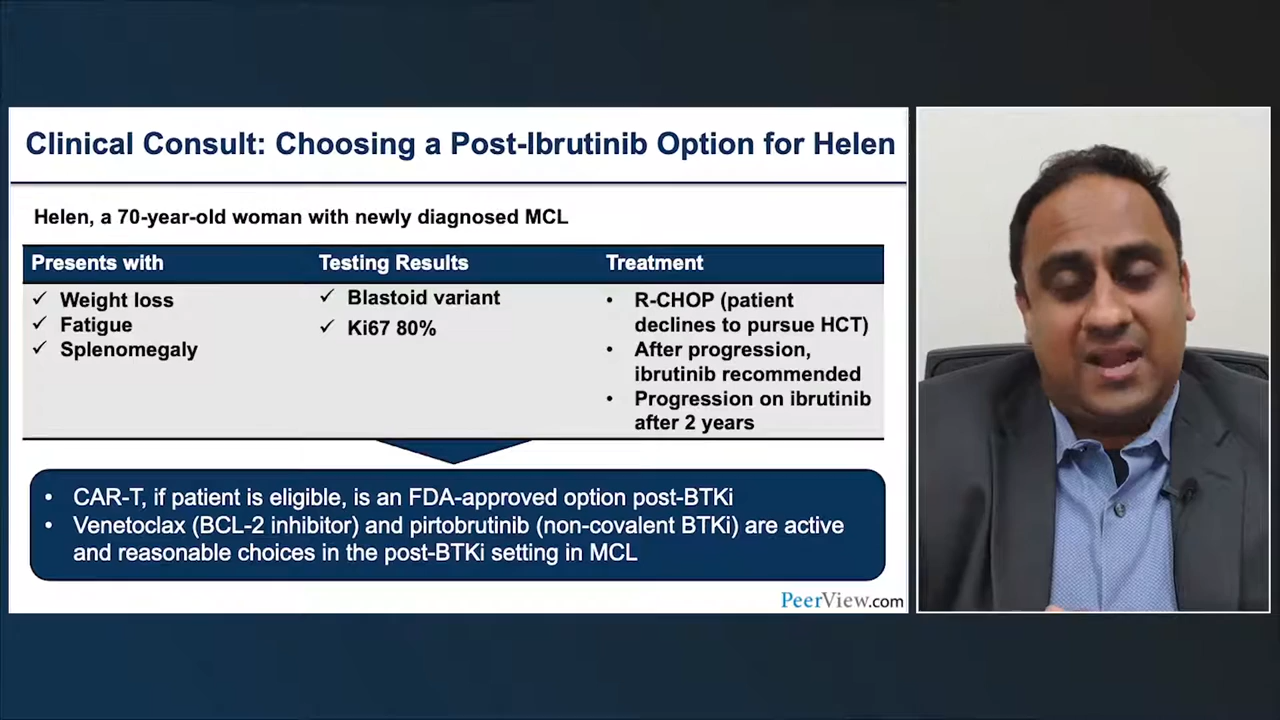 Clinical Consult: Choosing a Post-Ibrutinib Option for Helen
Helen, a 70-year-old woman with newly diagnosed MCL
Presents with
✓ Weight loss
✓ Fatigue
✓ Splenomegaly
Testing Results
✓ Blastoid variant
✓ Ki67 80%
Treatment
• R-CHOP (patient
declines to pursue HCT)
• After progression,
ibrutinib recommended
• Progression on ibrutinib
after 2 years
• CAR-T, if patient is eligible, is an FDA-approved option post-BTKi
• Venetoclax (BCL-2 inhibitor) and pirtobrutinib (non-covalent BTKi) are active
and reasonable choices in the post-BTKi setting in MCL
PeerView.com